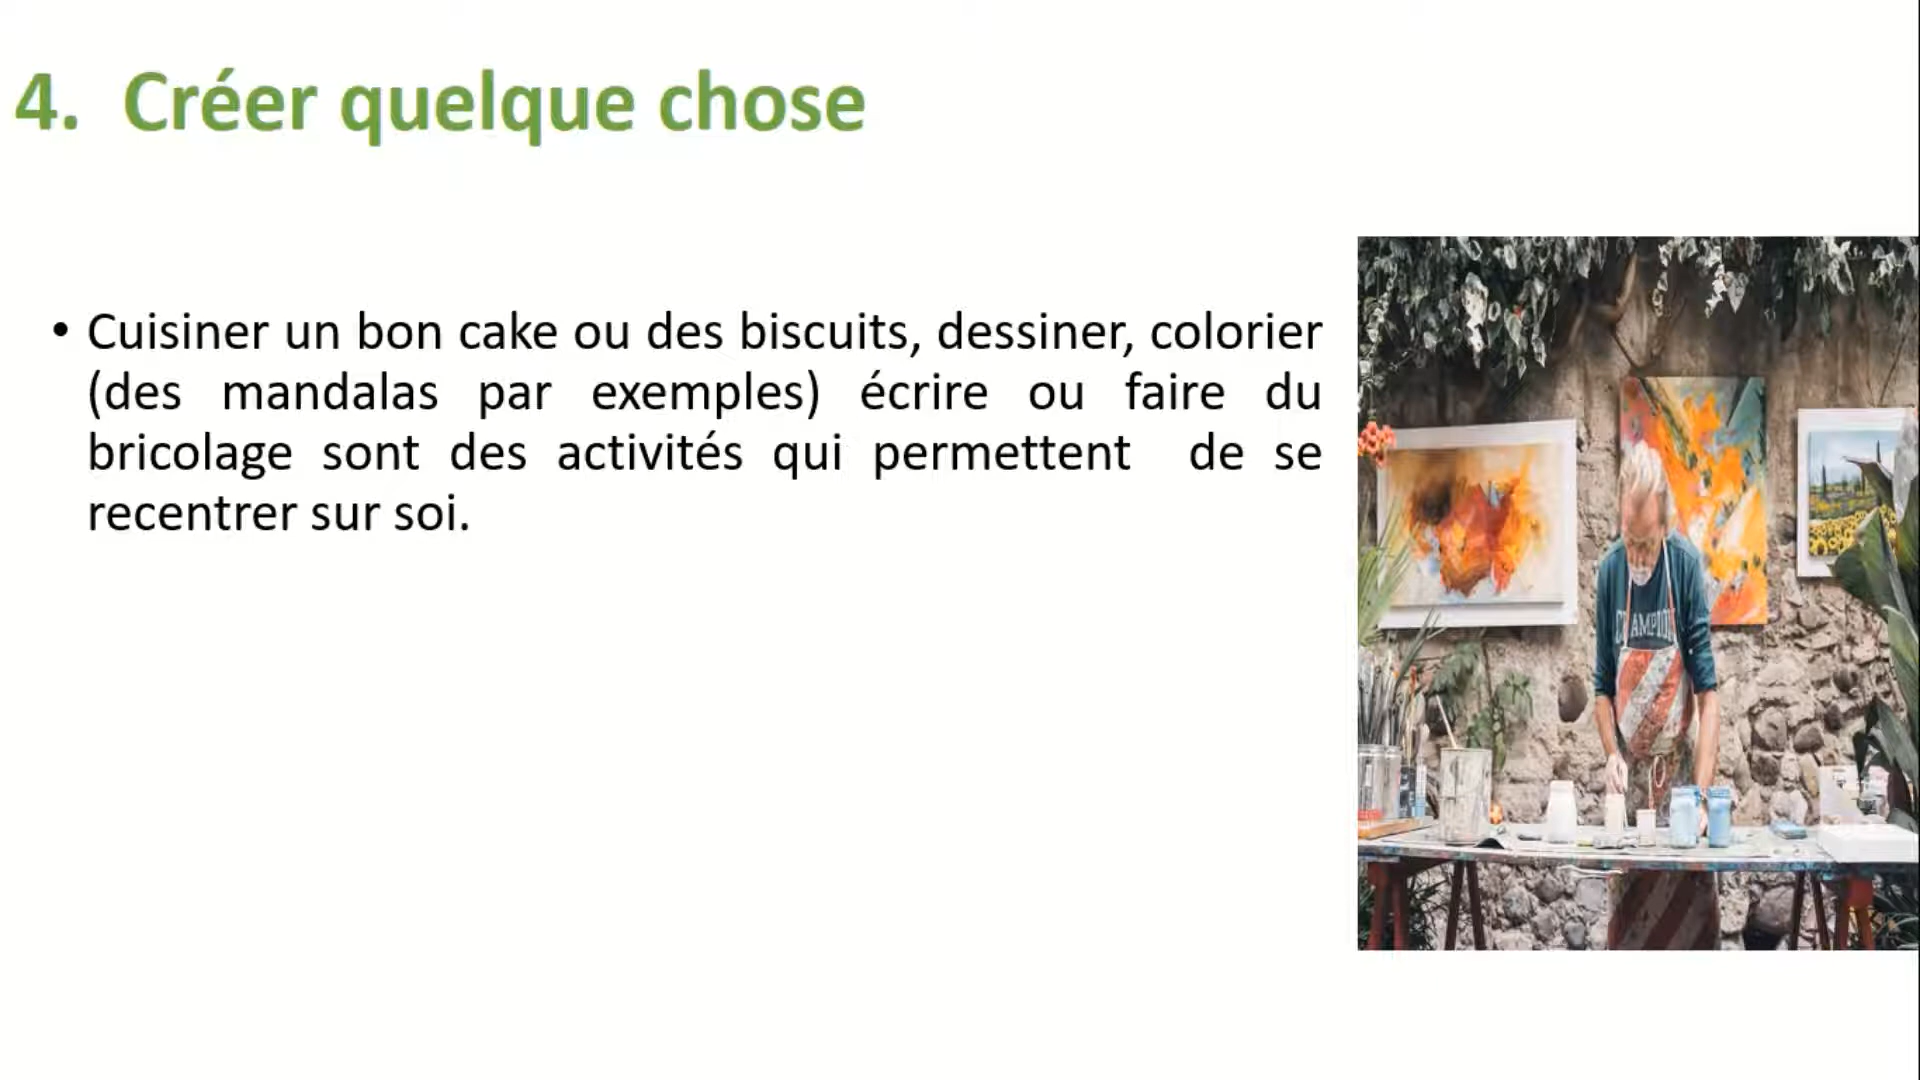 4. Créer quelque chose
• Cuisiner un bon cake ou des biscuits, dessiner, colorier
(des mandalas par exemples) écrire ou faire du
bricolage sont des activités qui permettent de se
recentrer sur soi.